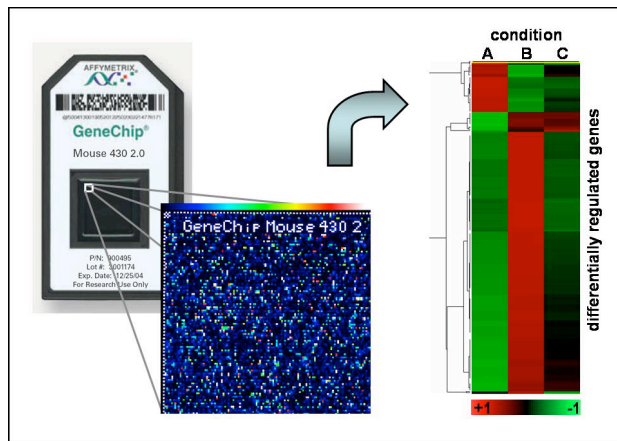 AFFYMETRIX
GeneChip®
Mouse 430 2.0
P/N: 900495
Lot #: 3001174
Exp. Date: 12/25/04
For Research Use Only
GeneChip Mouse 430 2
condition
A B C
differentially regulated genes
+1 -1